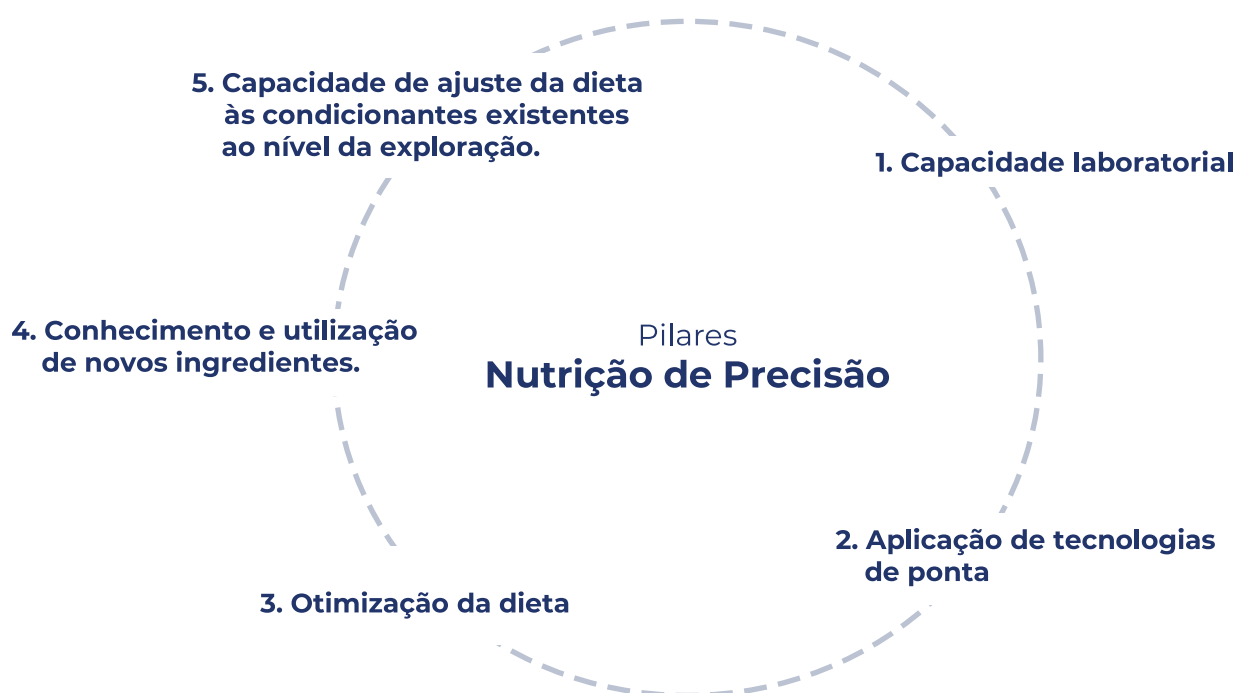 5. Capacidade de ajuste da dieta
às condicionantes existentes
ao nível da exploração.
1. Capacidade laboratorial
4. Conhecimento e utilização
de novos ingredientes.
Pilares
Nutrição de Precisão
2. Aplicação de tecnologias
de ponta
3. Otimização da dieta